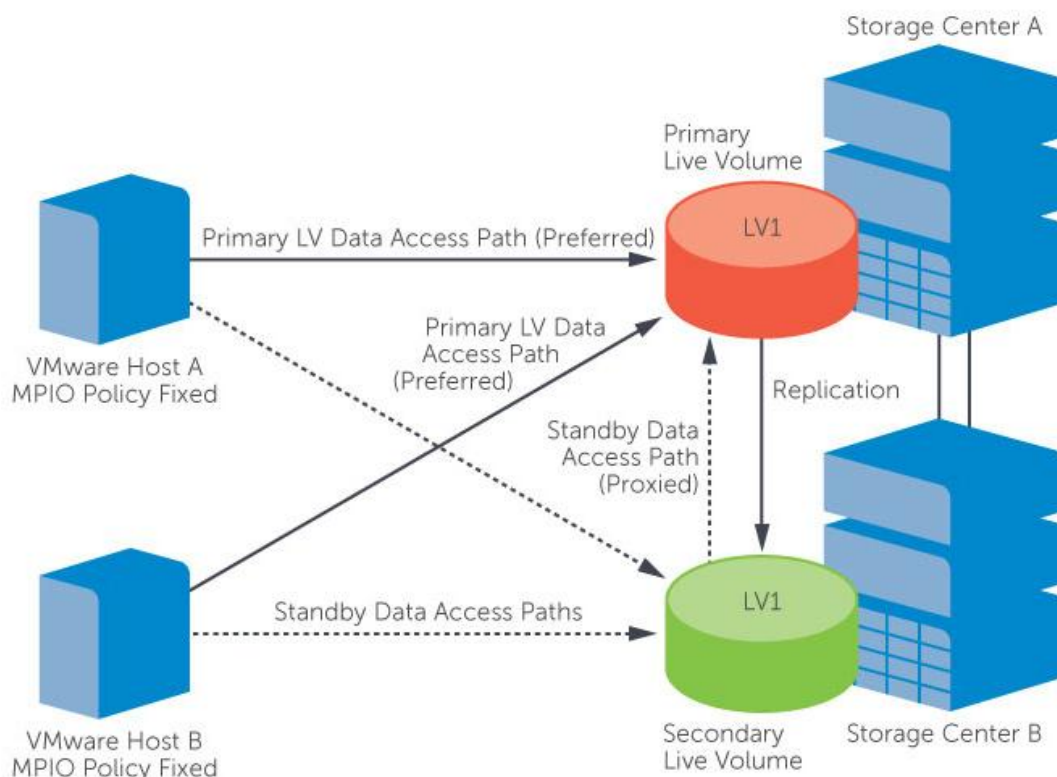 Storage Center A
Primary
Live Volume
LV1
Primary LV Data Access Path (Preferred)
VMware Host A
MPIO Policy Fixed
Primary LV Data
Access Path
(Preferred)
Replication
Standby Data
Access Path
(Proxied)
LV1
Standby Data Access Paths
VMware Host B
MPIO Policy Fixed
Secondary
Live Volume
Storage Center B